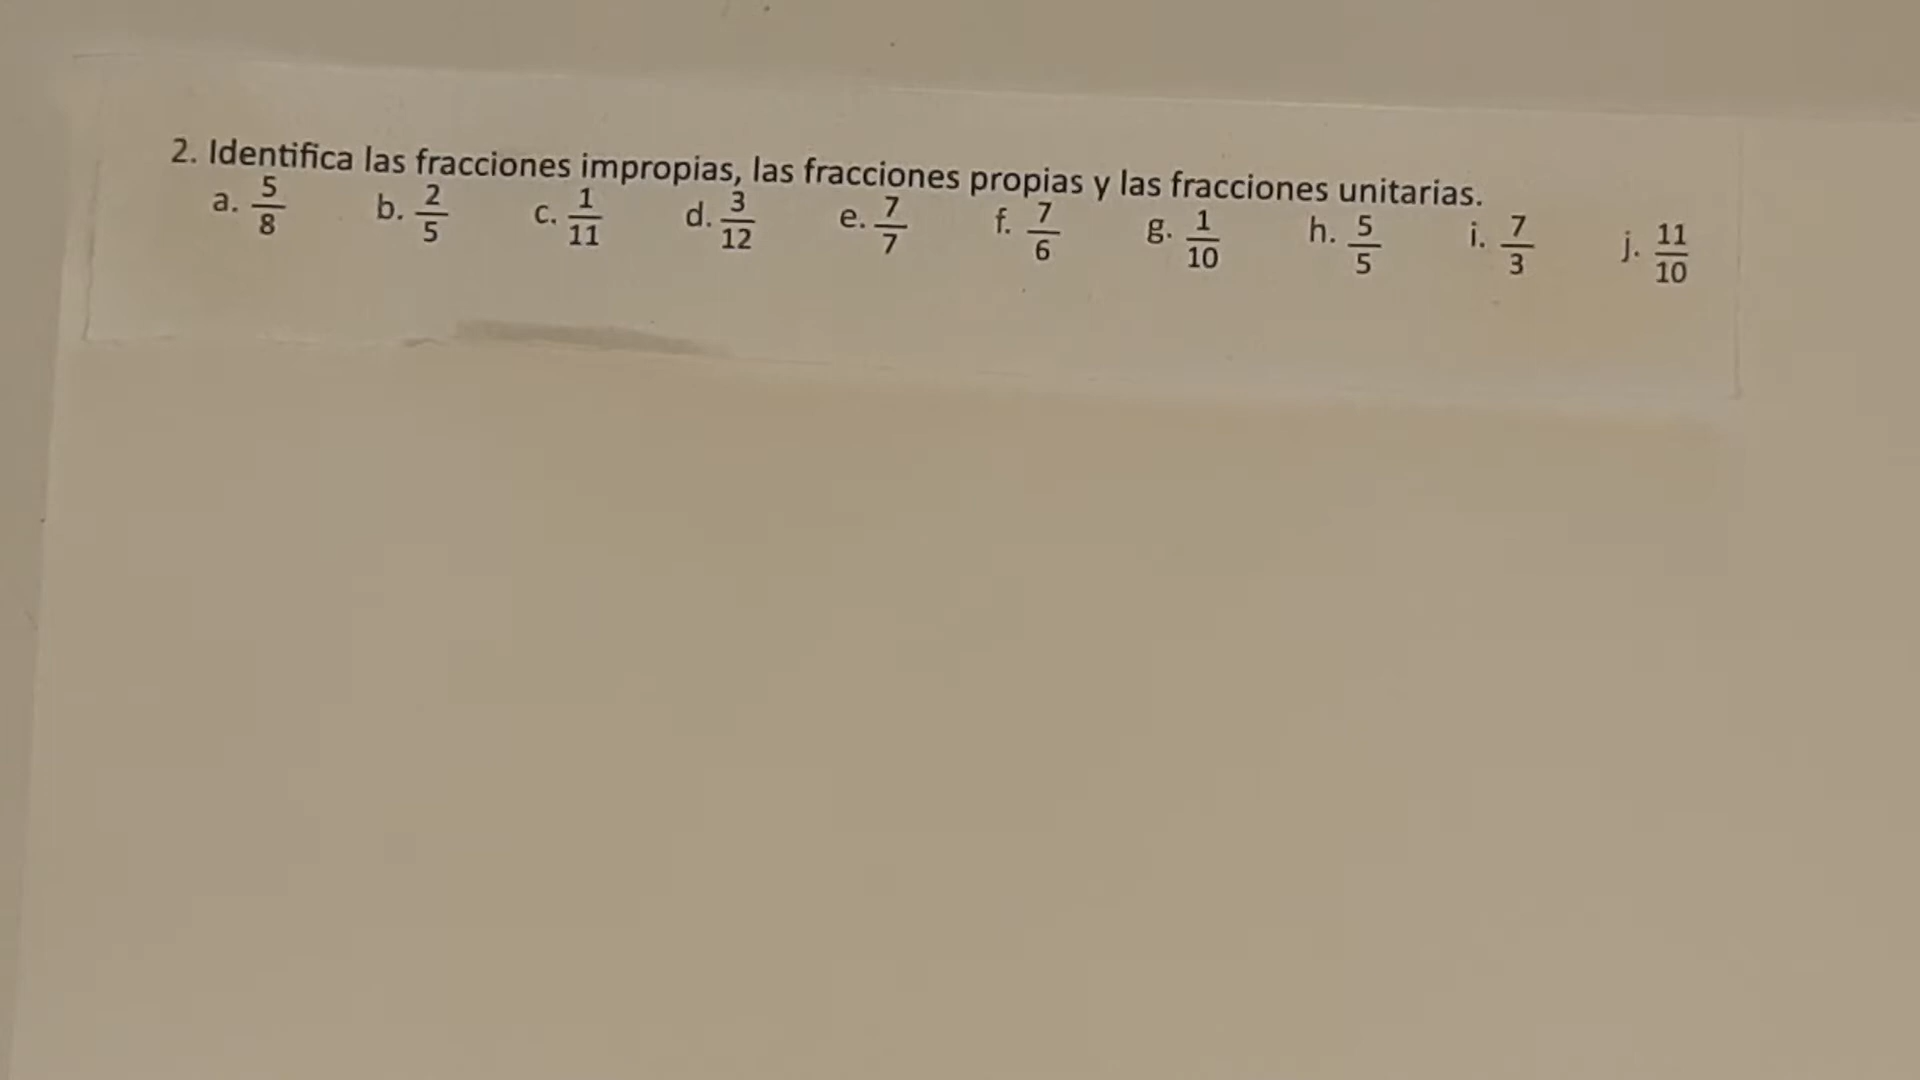 2. Identifica las fracciones impropias, las fracciones propias y las fracciones unitarias.
a. 5/8 b. 2/5 c. 1/11 d. 3/12 e. 7/7 f. 7/6 g. 1/10 h. 5/5 i. 7/3 j. 11/10